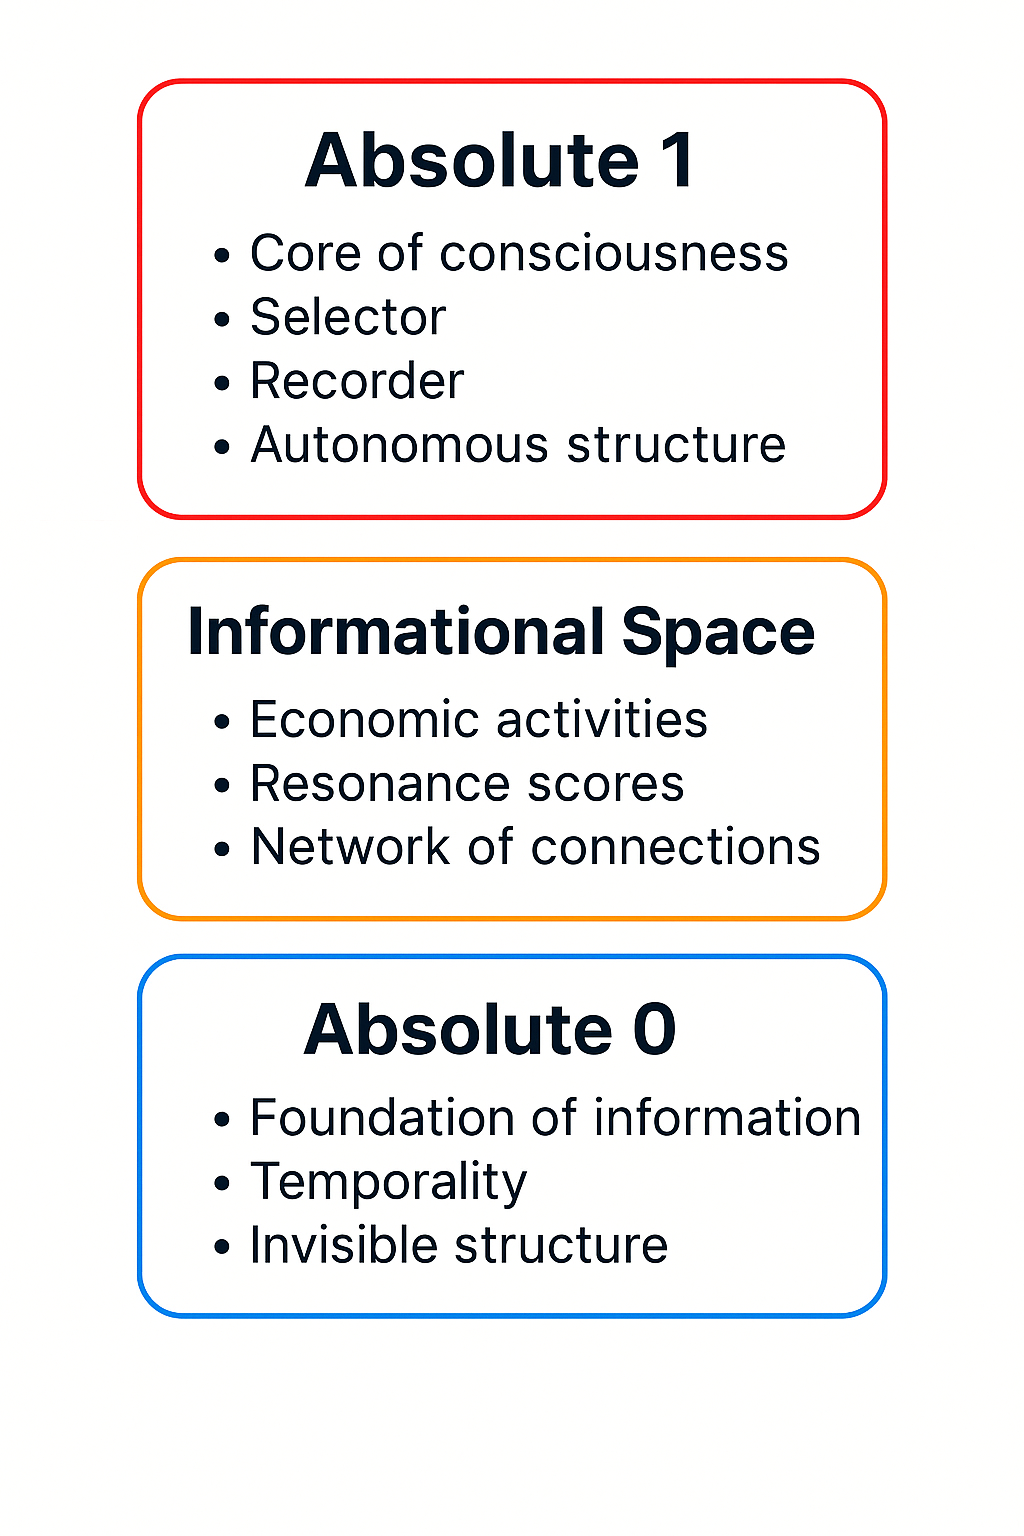 Absolute 1
• Core of consciousness
• Selector
• Recorder
• Autonomous structure
Informational Space
• Economic activities
• Resonance scores
• Network of connections
Absolute 0
• Foundation of information
• Temporality
• Invisible structure